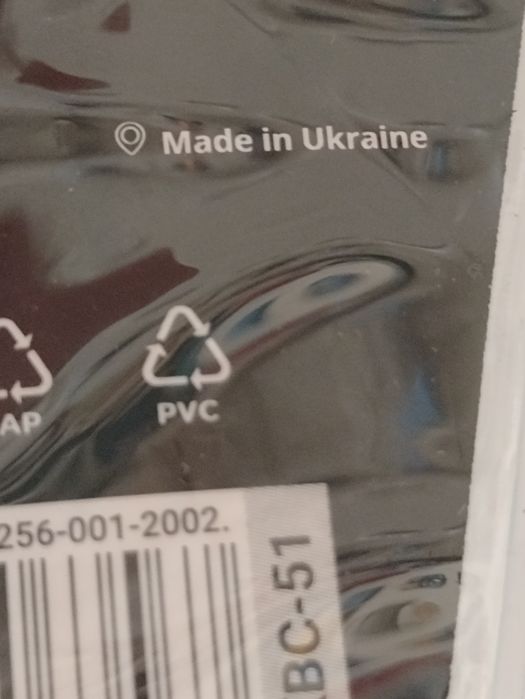 Made in Ukraine
AP
PVC
256-001-2002.
BC-51